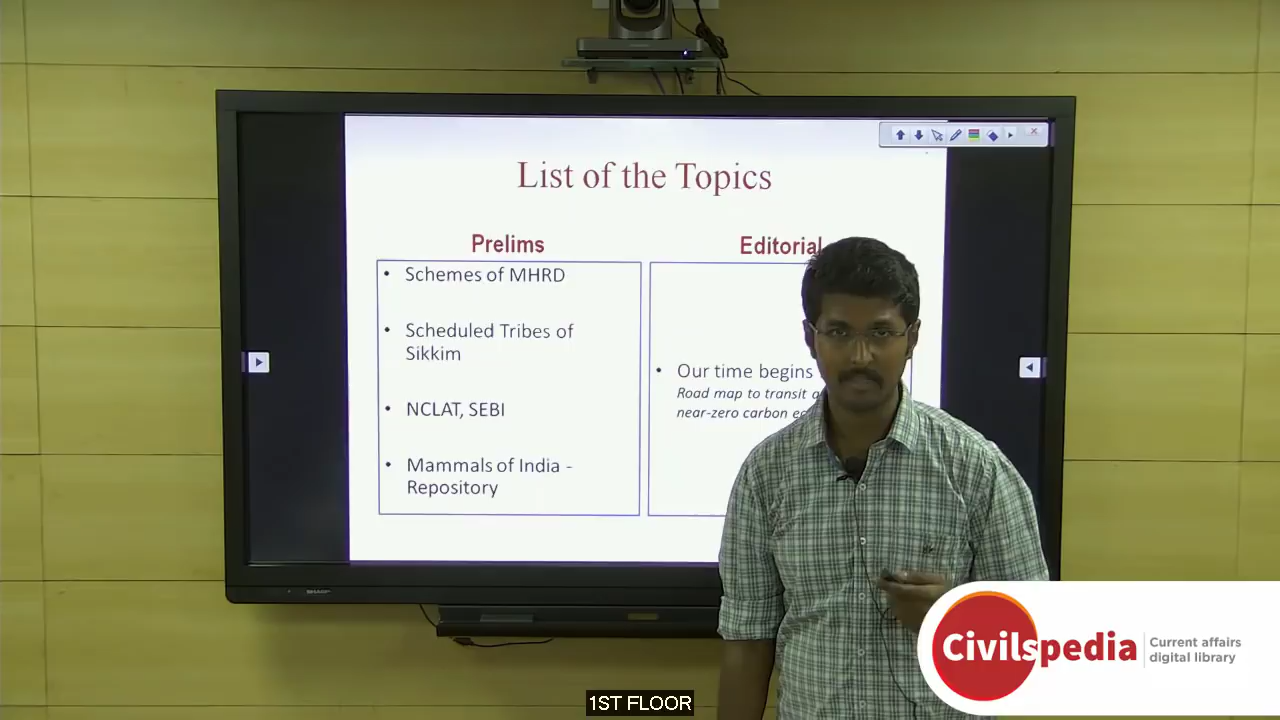 List of the Topics
Prelims
• Schemes of MHRD
• Scheduled Tribes of
Sikkim
• NCLAT, SEBI
• Mammals of India -
Repository
Editorial
• Our time begins
Road map to transit
near-zero carbon
SHARP
Civilspedia
Current affairs
digital library
1ST FLOOR